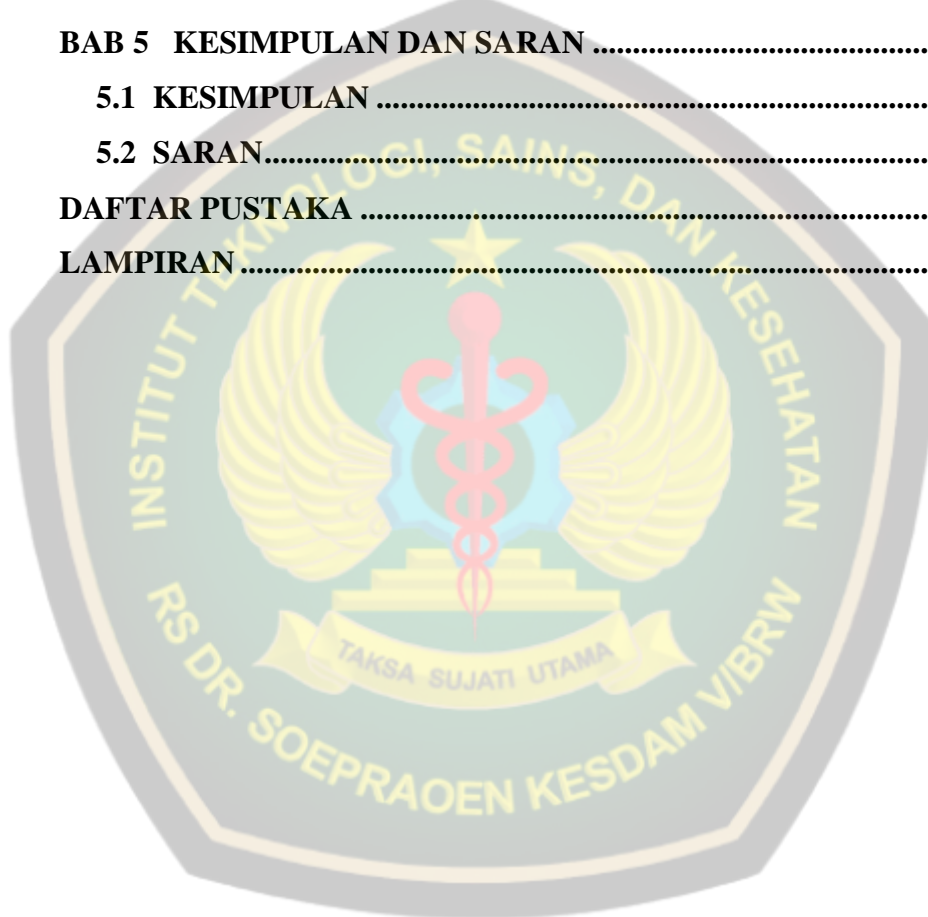 BAB 5 KESIMPULAN DAN SARAN ............................................
5.1 KESIMPULAN ........................................................................
5.2 SARAN.......................................................................................
DAFTAR PUSTAKA ..........................................................................
LAMPIRAN..........................................................................................
INSTITUT TEKNOLOGI, SAINS, DAN KESEHATAN
TAKSA SUJATI UTAMA
RS DR. SOEPRAOEN KESDAM V/BRW